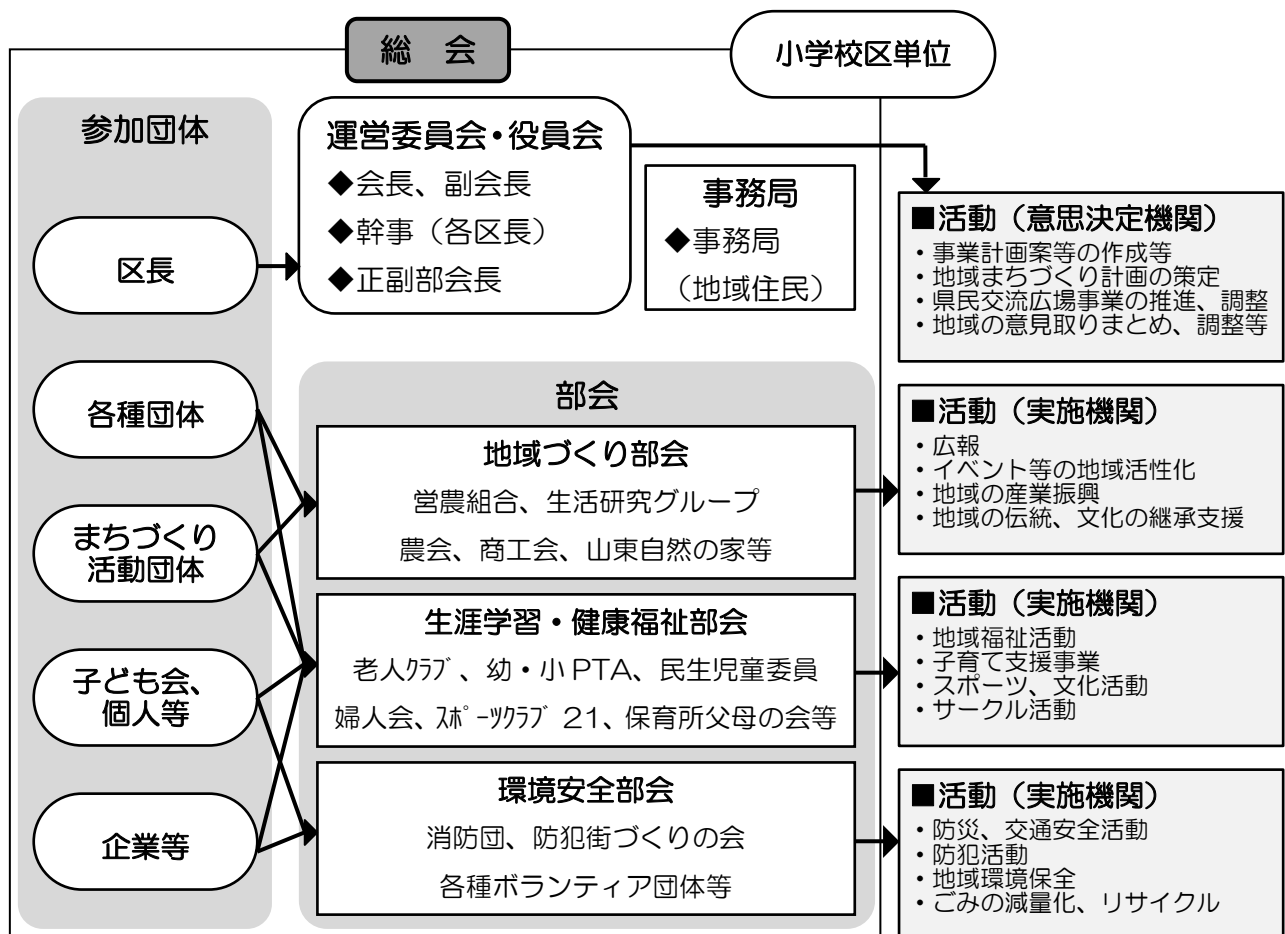 総　会
小学校区単位
参加団体
区長
各種団体
まちづくり
活動団体
子ども会、
個人等
企業等
運営委員会・役員会
◆会長、副会長
◆幹事（各区長）
◆正副部会長
事務局
◆事務局
（地域住民）
部会
地域づくり部会
営農組合、生活研究グループ
農会、商工会、山東自然の家等
生涯学習・健康福祉部会
老人ｸﾗﾌﾞ、幼・小 PTA、民生児童委員
婦人会、ｽﾎﾟｰﾂｸﾗﾌﾞ 21、保育所父母の会等
環境安全部会
消防団、防犯街づくりの会
各種ボランティア団体等
■活動（意思決定機関）
・事業計画案等の作成等
・地域まちづくり計画の策定
・県民交流広場事業の推進、調整
・地域の意見取りまとめ、調整等
■活動（実施機関）
・広報
・イベント等の地域活性化
・地域の産業振興
・地域の伝統、文化の継承支援
■活動（実施機関）
・地域福祉活動
・子育て支援事業
・スポーツ、文化活動
・サークル活動
■活動（実施機関）
・防災、交通安全活動
・防犯活動
・地域環境保全
・ごみの減量化、リサイクル